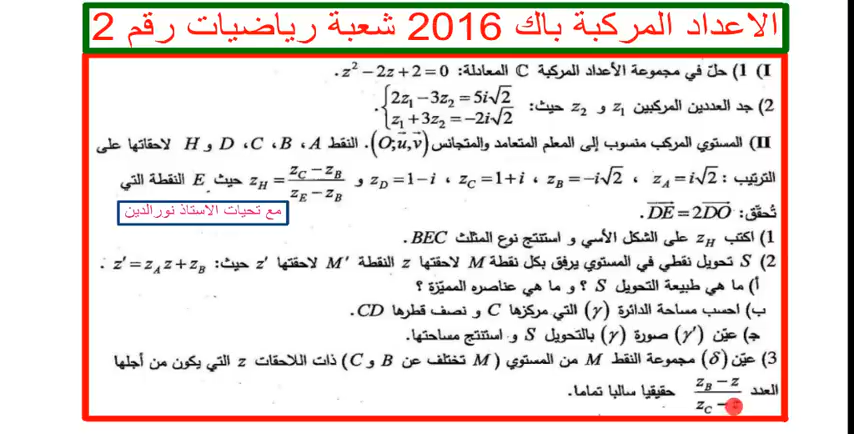 الاعداد المركبة باك 2016 شعبة رياضيات رقم 2
I) 1) حلّ في مجموعة الأعداد المركبة ℂ المعادلة: z² − 2z + 2 = 0 .
2) جد العددين المركبين z₁ و z₂ حيث: { 2z₁ − 3z₂ = 5i√2 ; z₁ + 3z₂ = −2i√2 .
II) المستوي المركب منسوب إلى المعلم المتعامد والمتجانس (O; u⃗, v⃗). النقط A ، B ، C ، D و H لاحقاتها على
الترتيب : z_A = i√2 ، z_B = −i√2 ، z_C = 1 + i ، z_D = 1 − i و z_H = (z_C − z_B)/(z_E − z_B) حيث E النقطة التي
تُحقّق: DE⃗ = 2DO⃗ .
مع تحيات الاستاذ نورالدين
1) اكتب z_H على الشكل الأسي و استنتج نوع المثلث BEC .
2) S تحويل نقطي في المستوي يرفق بكل نقطة M لاحقتها z النقطة M′ لاحقتها z′ حيث: z′ = z_A z + z_B .
أ) ما هي طبيعة التحويل S ؟ و ما هي عناصره المميّزة ؟
ب) احسب مساحة الدائرة (γ) التي مركزها C و نصف قطرها CD .
جـ) عيّن (γ′) صورة (γ) بالتحويل S و استنتج مساحتها.
3) عيّن (δ) مجموعة النقط M من المستوي ( M تختلف عن B و C ) ذات اللاحقات z التي يكون من أجلها
العدد (z_B − z)/(z_C − حقيقيا سالبا تماما.